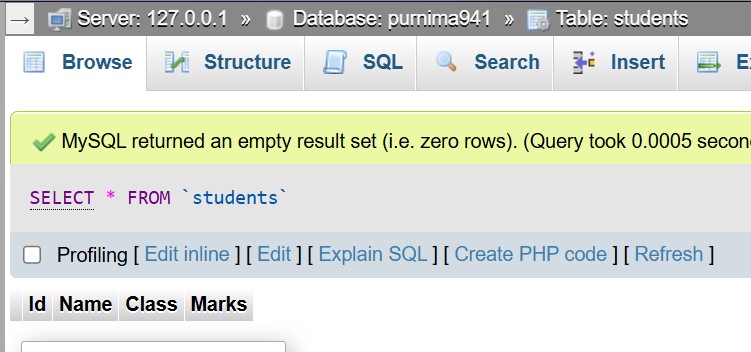 Server: 127.0.0.1 » Database: purnima941 » Table: students
Browse Structure SQL Search Insert
MySQL returned an empty result set (i.e. zero rows). (Query took 0.0005 secon
SELECT * FROM `students`
Profiling [ Edit inline ] [ Edit ] [ Explain SQL ] [ Create PHP code ] [ Refresh ]
Id Name Class Marks